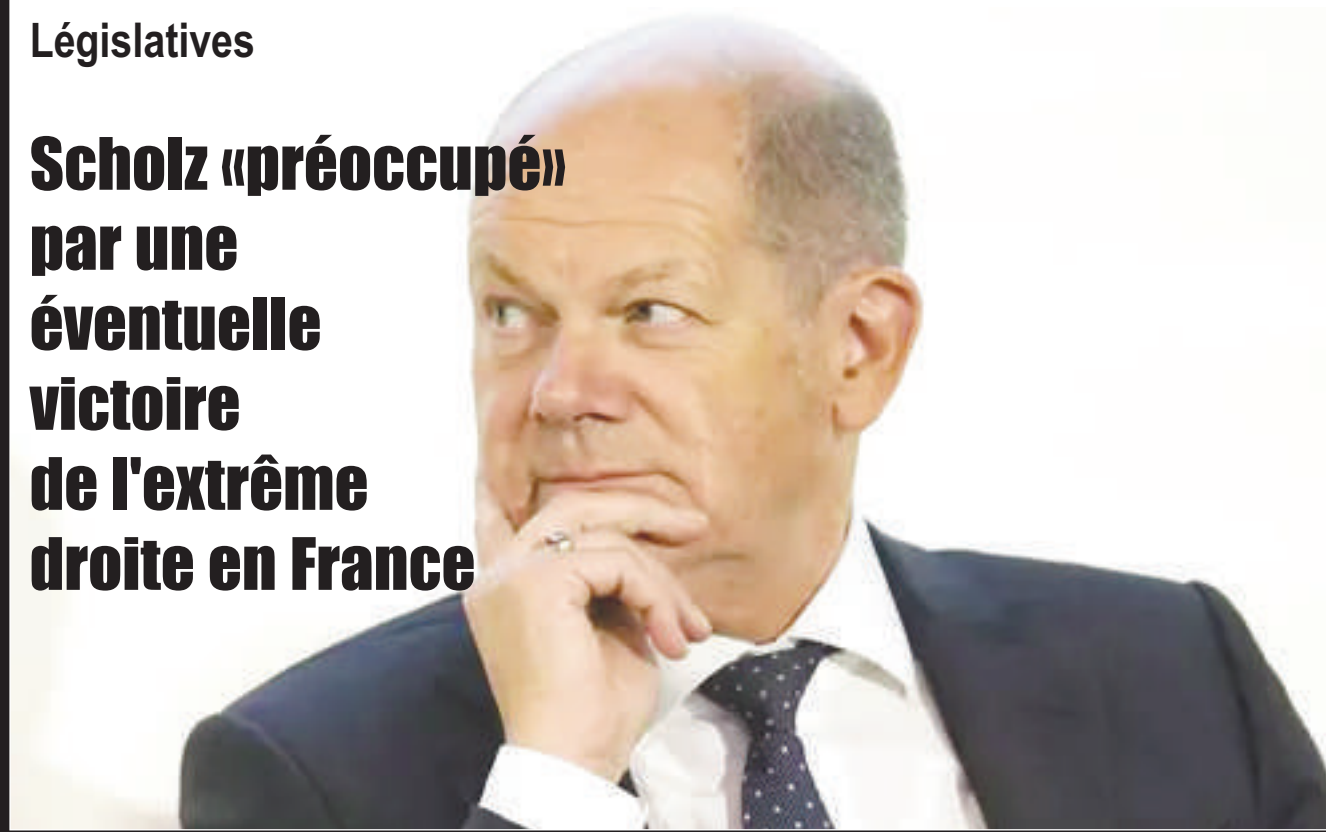 Législatives
Scholz «préoccupé»
par une
éventuelle
victoire
de l'extrême
droite en France